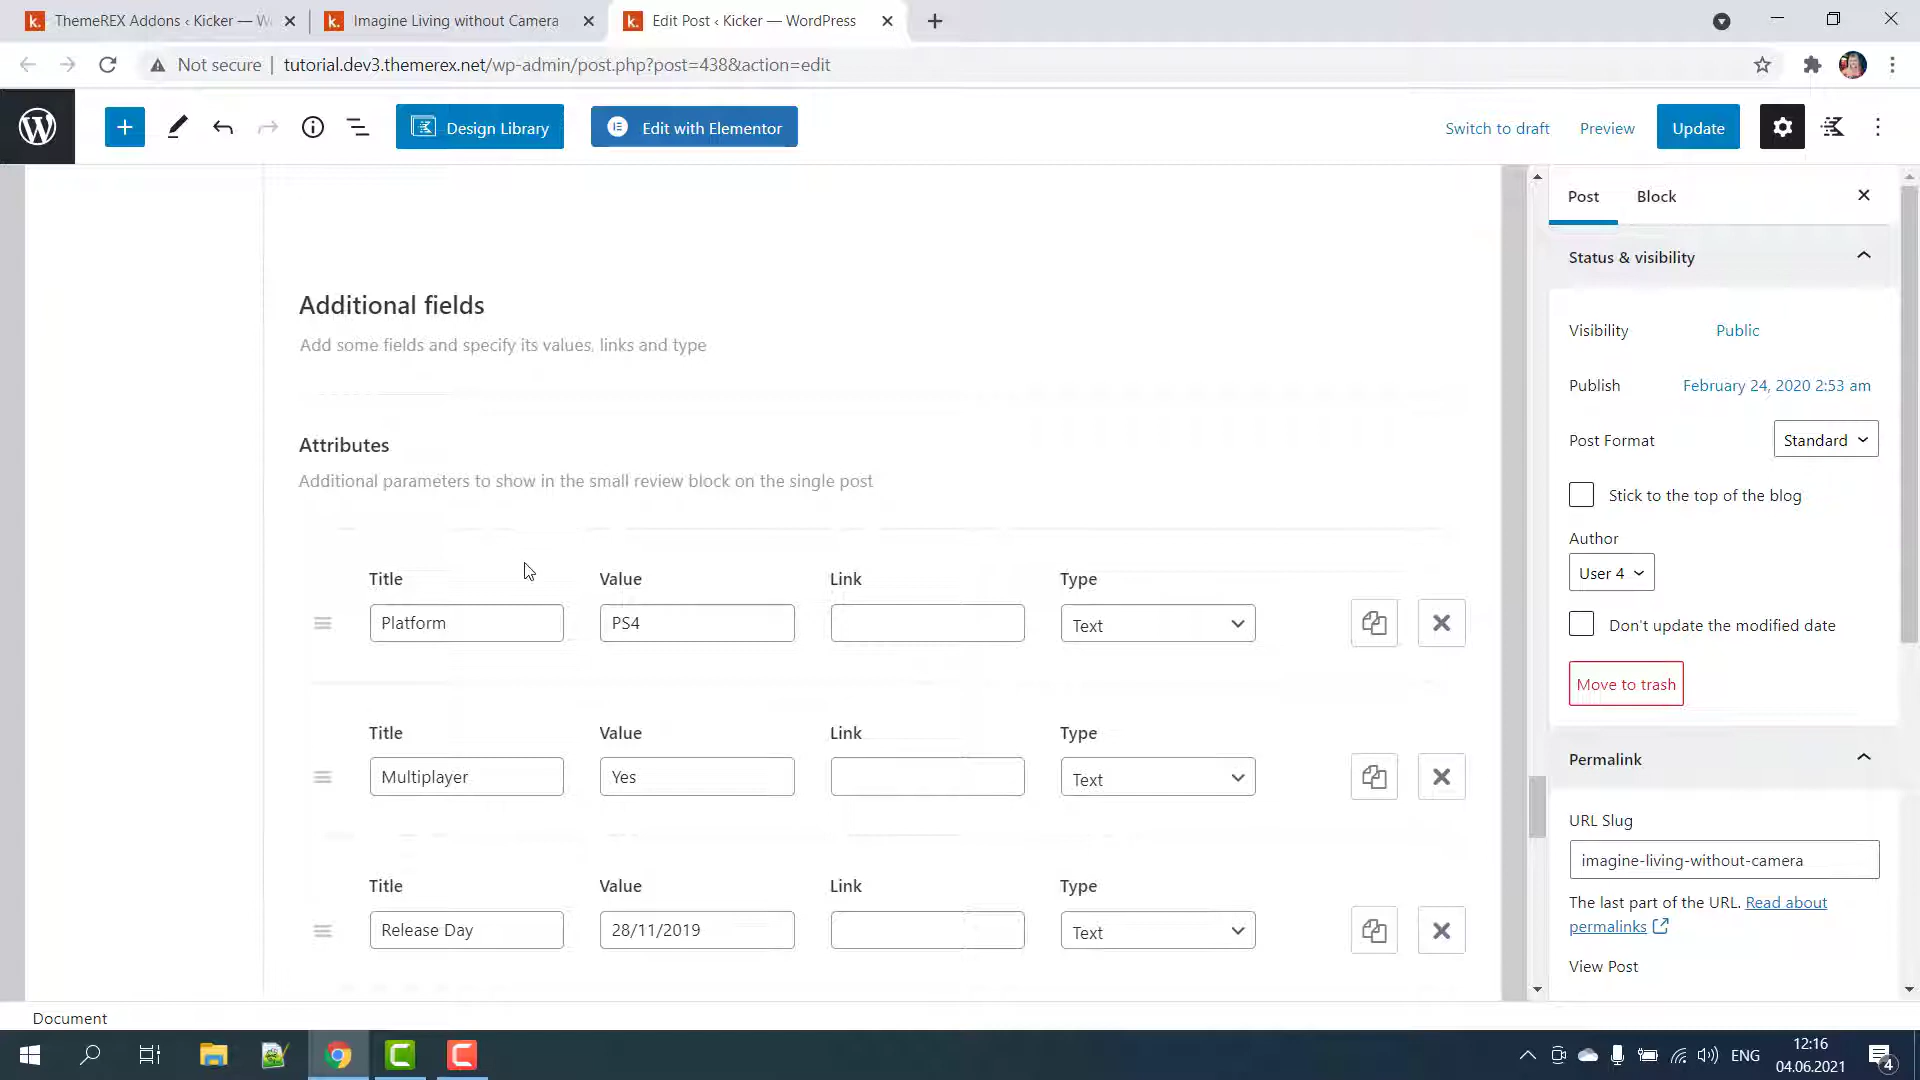 ThemeREX Addons ‹ Kicker — W
Imagine Living without Camera
Edit Post ‹ Kicker — WordPress
Not secure
tutorial.dev3.themerex.net/wp-admin/post.php?post=438&action=edit
Design Library
Edit with Elementor
Switch to draft
Preview
Update
Post
Block
Status & visibility
Visibility
Public
Publish
February 24, 2020 2:53 am
Post Format
Standard
Stick to the top of the blog
Author
User 4
Don't update the modified date
Move to trash
Permalink
URL Slug
imagine-living-without-camera
The last part of the URL. Read about
permalinks
View Post
Additional fields
Add some fields and specify its values, links and type
Attributes
Additional parameters to show in the small review block on the single post
Title Value Link Type
Platform PS4 Text
Title Value Link Type
Multiplayer Yes Text
Title Value Link Type
Release Day 28/11/2019 Text
Document
ENG
12:16
04.06.2021
4